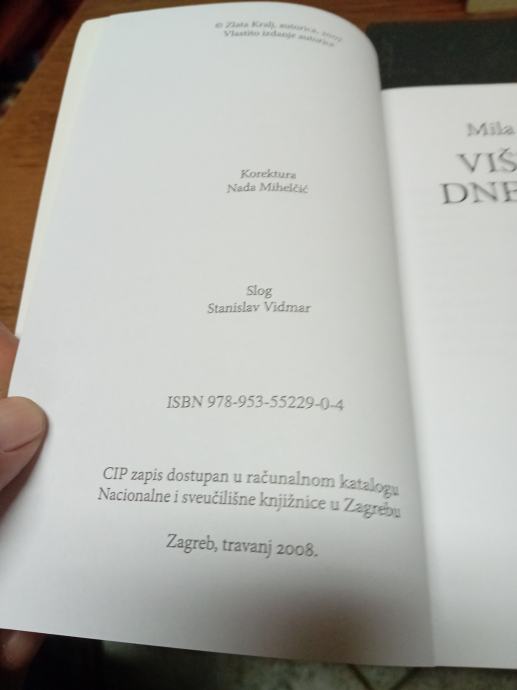 © Zlata Kralj, autorica, 2007
Vlastito izdanje autorice
Korektura
Nada Mihelčić
Slog
Stanislav Vidmar
ISBN 978-953-55229-0-4
CIP zapis dostupan u računalnom katalogu
Nacionalne i sveučilišne knjižnice u Zagrebu
Zagreb, travanj 2008.
Mila
VIŠ
DNE